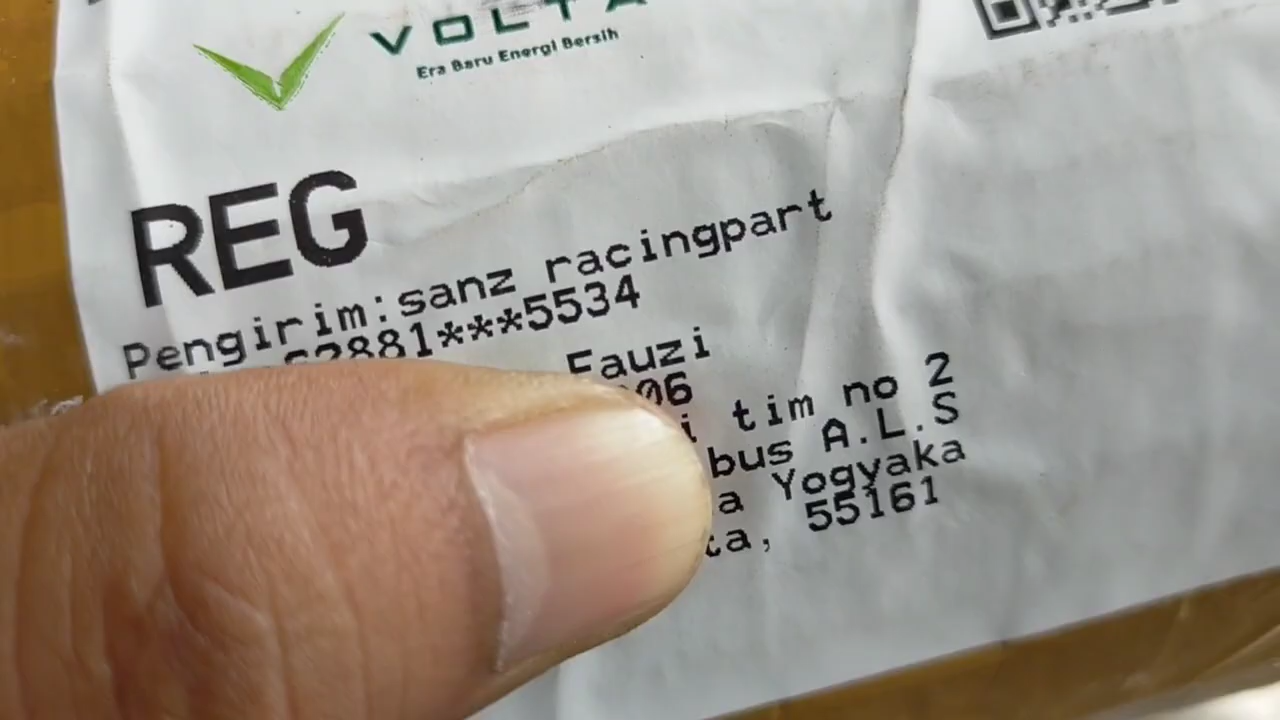 VOLTA
Era Baru Energi Bersih
REG
Pengirim:sanz racingpart
62881***5534
Fauzi
06
tim no 2
bus A.L.S
a Yogyaka
ta, 55161